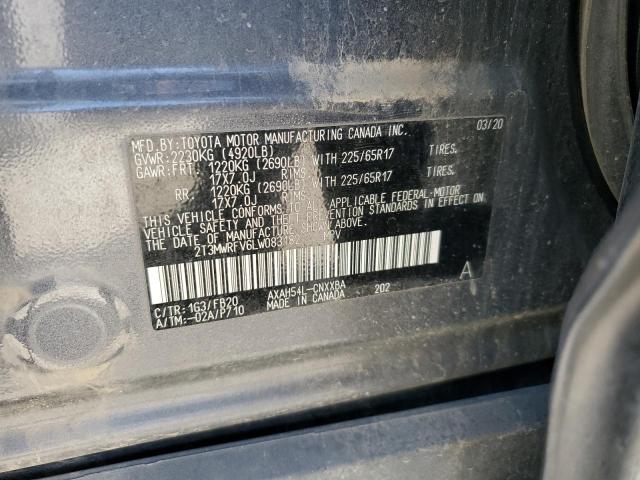 MFD.BY:TOYOTA MOTOR MANUFACTURING CANADA INC. 03/20
GVWR:2230KG (4920LB)
GAWR:FRT: 1220KG (2690LB) WITH 225/65R17 TIRES,
17X7.0J RIMS
RR: 1220KG (2690LB) WITH 225/65R17 TIRES,
17X7.0J RIMS
THIS VEHICLE CONFORMS TO ALL APPLICABLE FEDERAL-MOTOR
VEHICLE SAFETY AND THEFT PREVENTION STANDARDS IN EFFECT ON
THE DATE OF MANUFACTURE SHOWN ABOVE.
MPV
C/TR:1G3/FB20 AXAH54L-CNXXBA 202 A
A/TM:-02A/P710 MADE IN CANADA